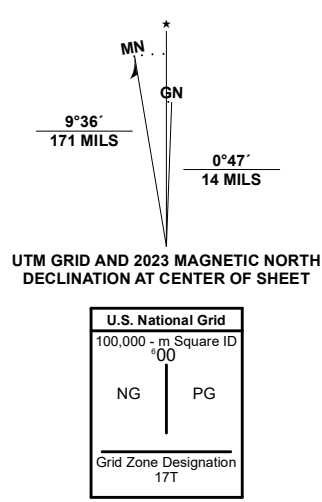 ★
MN
GN
9°36´
171 MILS
0°47´
14 MILS
UTM GRID AND 2023 MAGNETIC NORTH
DECLINATION AT CENTER OF SHEET
U.S. National Grid
100,000 - m Square ID
⁶00
NG PG
Grid Zone Designation
17T